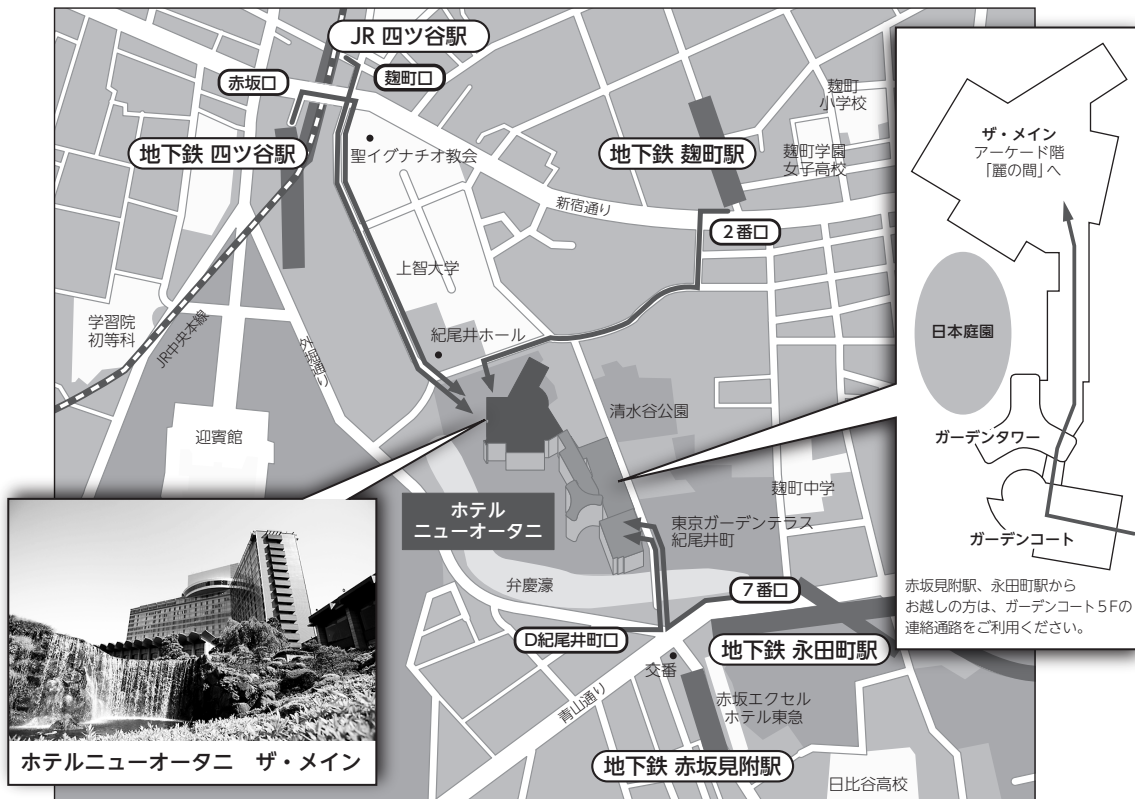 JR 四ツ谷駅
赤坂口
麹町口
地下鉄 四ツ谷駅
聖イグナチオ教会
地下鉄 麹町駅
麹町
小学校
麹町学園
女子高校
新宿通り
2番口
上智大学
学習院
初等科
JR中央本線
外堀通り
紀尾井ホール
迎賓館
清水谷公園
麹町中学
ホテル
ニューオータニ
東京ガーデンテラス
紀尾井町
弁慶濠
7番口
D紀尾井町口
地下鉄 永田町駅
交番
青山通り
赤坂エクセル
ホテル東急
地下鉄 赤坂見附駅
日比谷高校
ホテルニューオータニ ザ・メイン
ザ・メイン
アーケード階
「麗の間」へ
日本庭園
ガーデンタワー
ガーデンコート
赤坂見附駅、永田町駅から
お越しの方は、ガーデンコート5Fの
連絡通路をご利用ください。